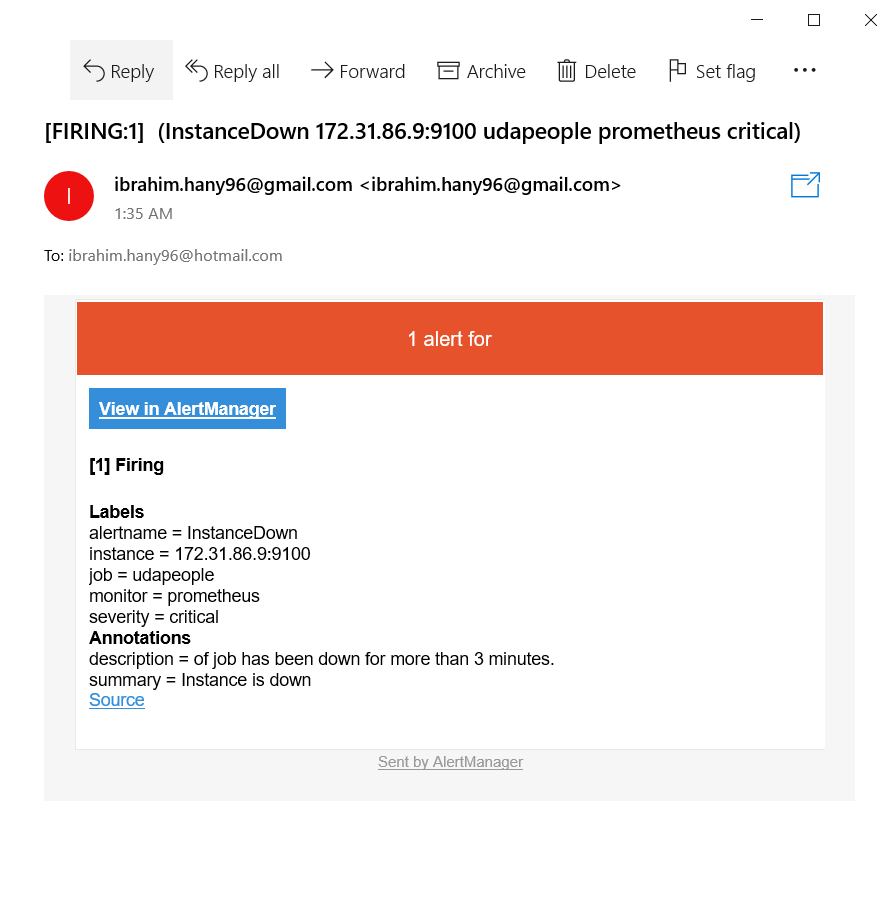 Reply Reply all Forward Archive Delete Set flag
[FIRING:1] (InstanceDown 172.31.86.9:9100 udapeople prometheus critical)
I
ibrahim.hany96@gmail.com <ibrahim.hany96@gmail.com>
1:35 AM
To: ibrahim.hany96@hotmail.com
1 alert for
View in AlertManager
[1] Firing
Labels
alertname = InstanceDown
instance = 172.31.86.9:9100
job = udapeople
monitor = prometheus
severity = critical
Annotations
description = of job has been down for more than 3 minutes.
summary = Instance is down
Source
Sent by AlertManager